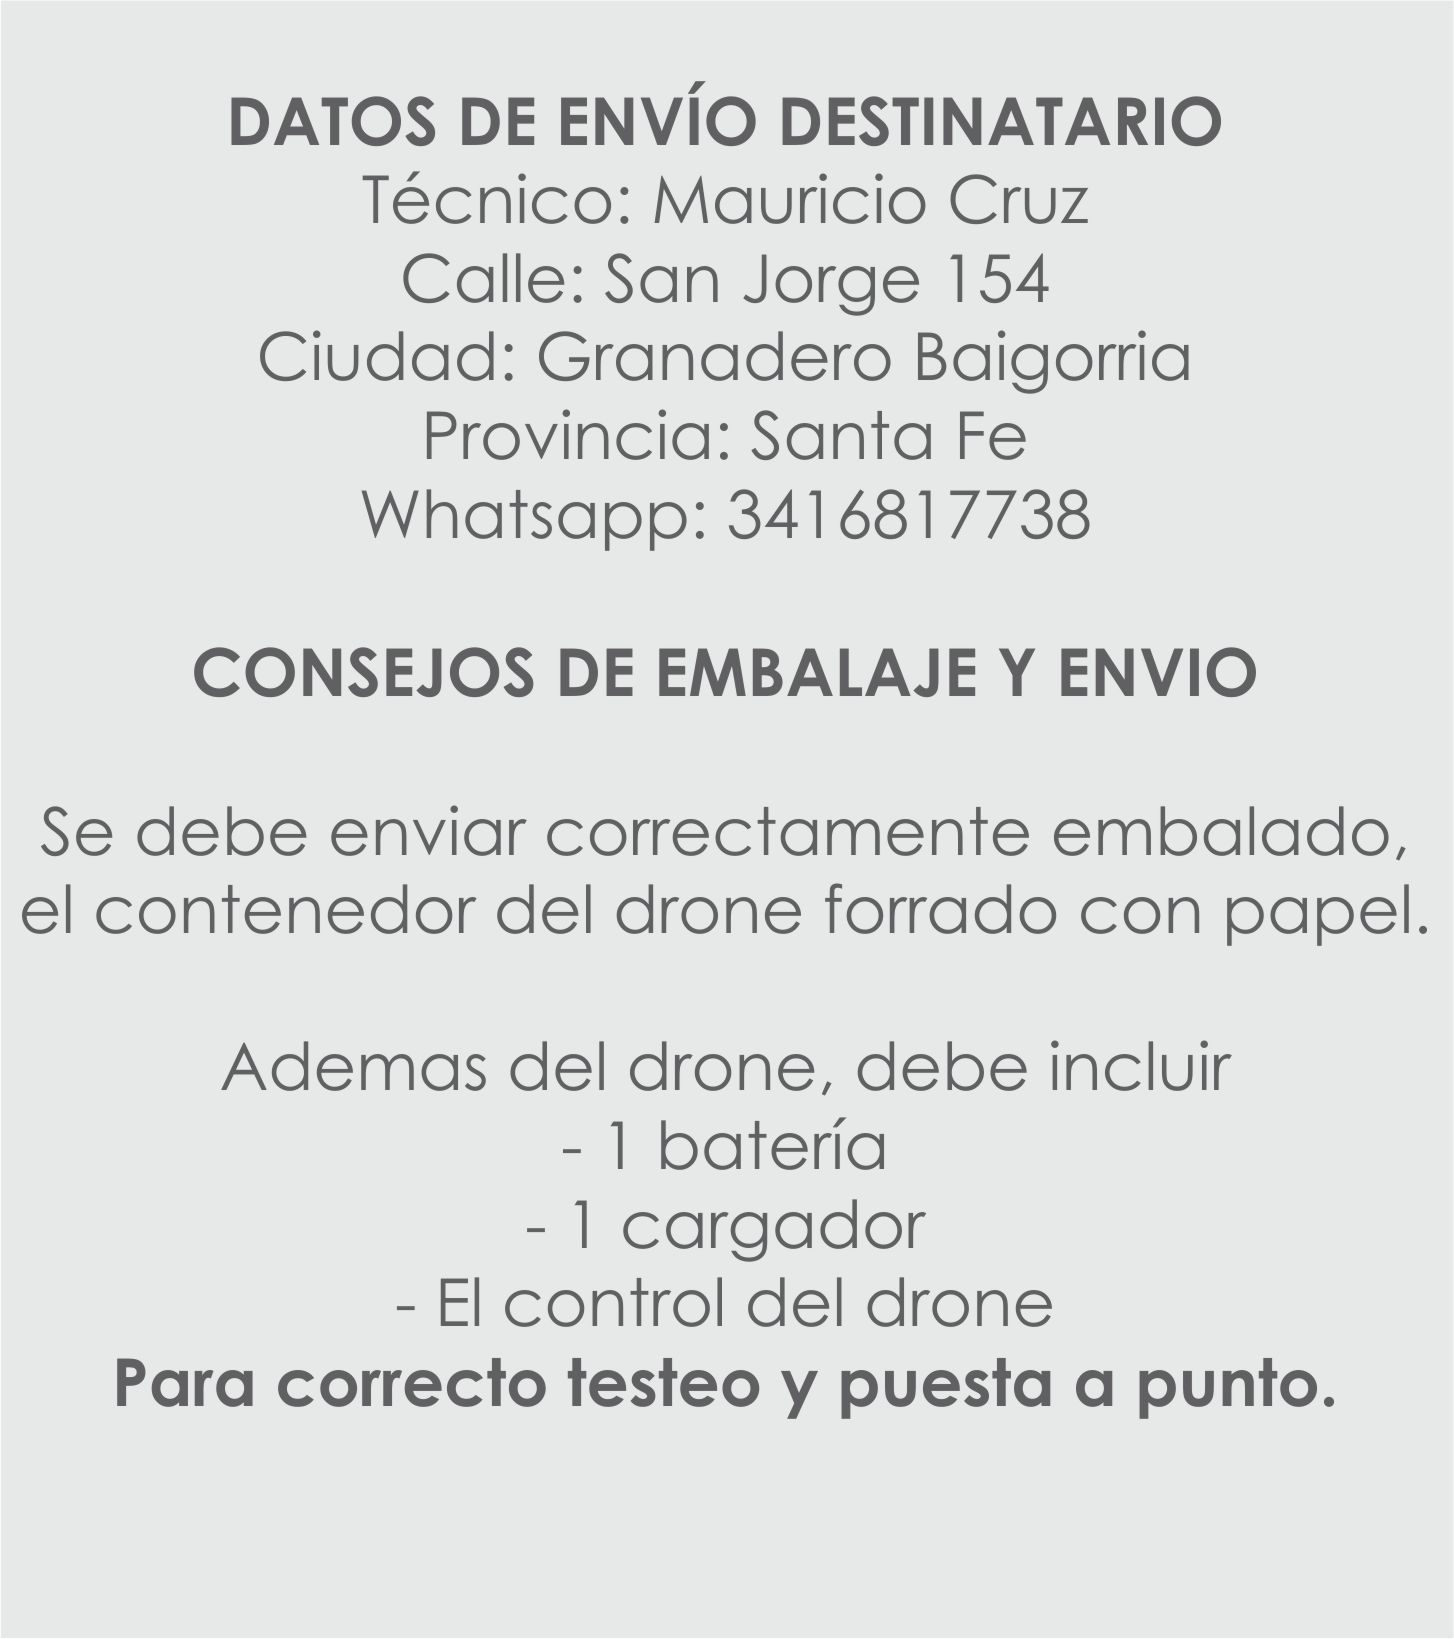 DATOS DE ENVÍO DESTINATARIO
Técnico: Mauricio Cruz
Calle: San Jorge 154
Ciudad: Granadero Baigorria
Provincia: Santa Fe
Whatsapp: 3416817738
CONSEJOS DE EMBALAJE Y ENVIO
Se debe enviar correctamente embalado,
el contenedor del drone forrado con papel.
Ademas del drone, debe incluir
- 1 batería
- 1 cargador
- El control del drone
Para correcto testeo y puesta a punto.